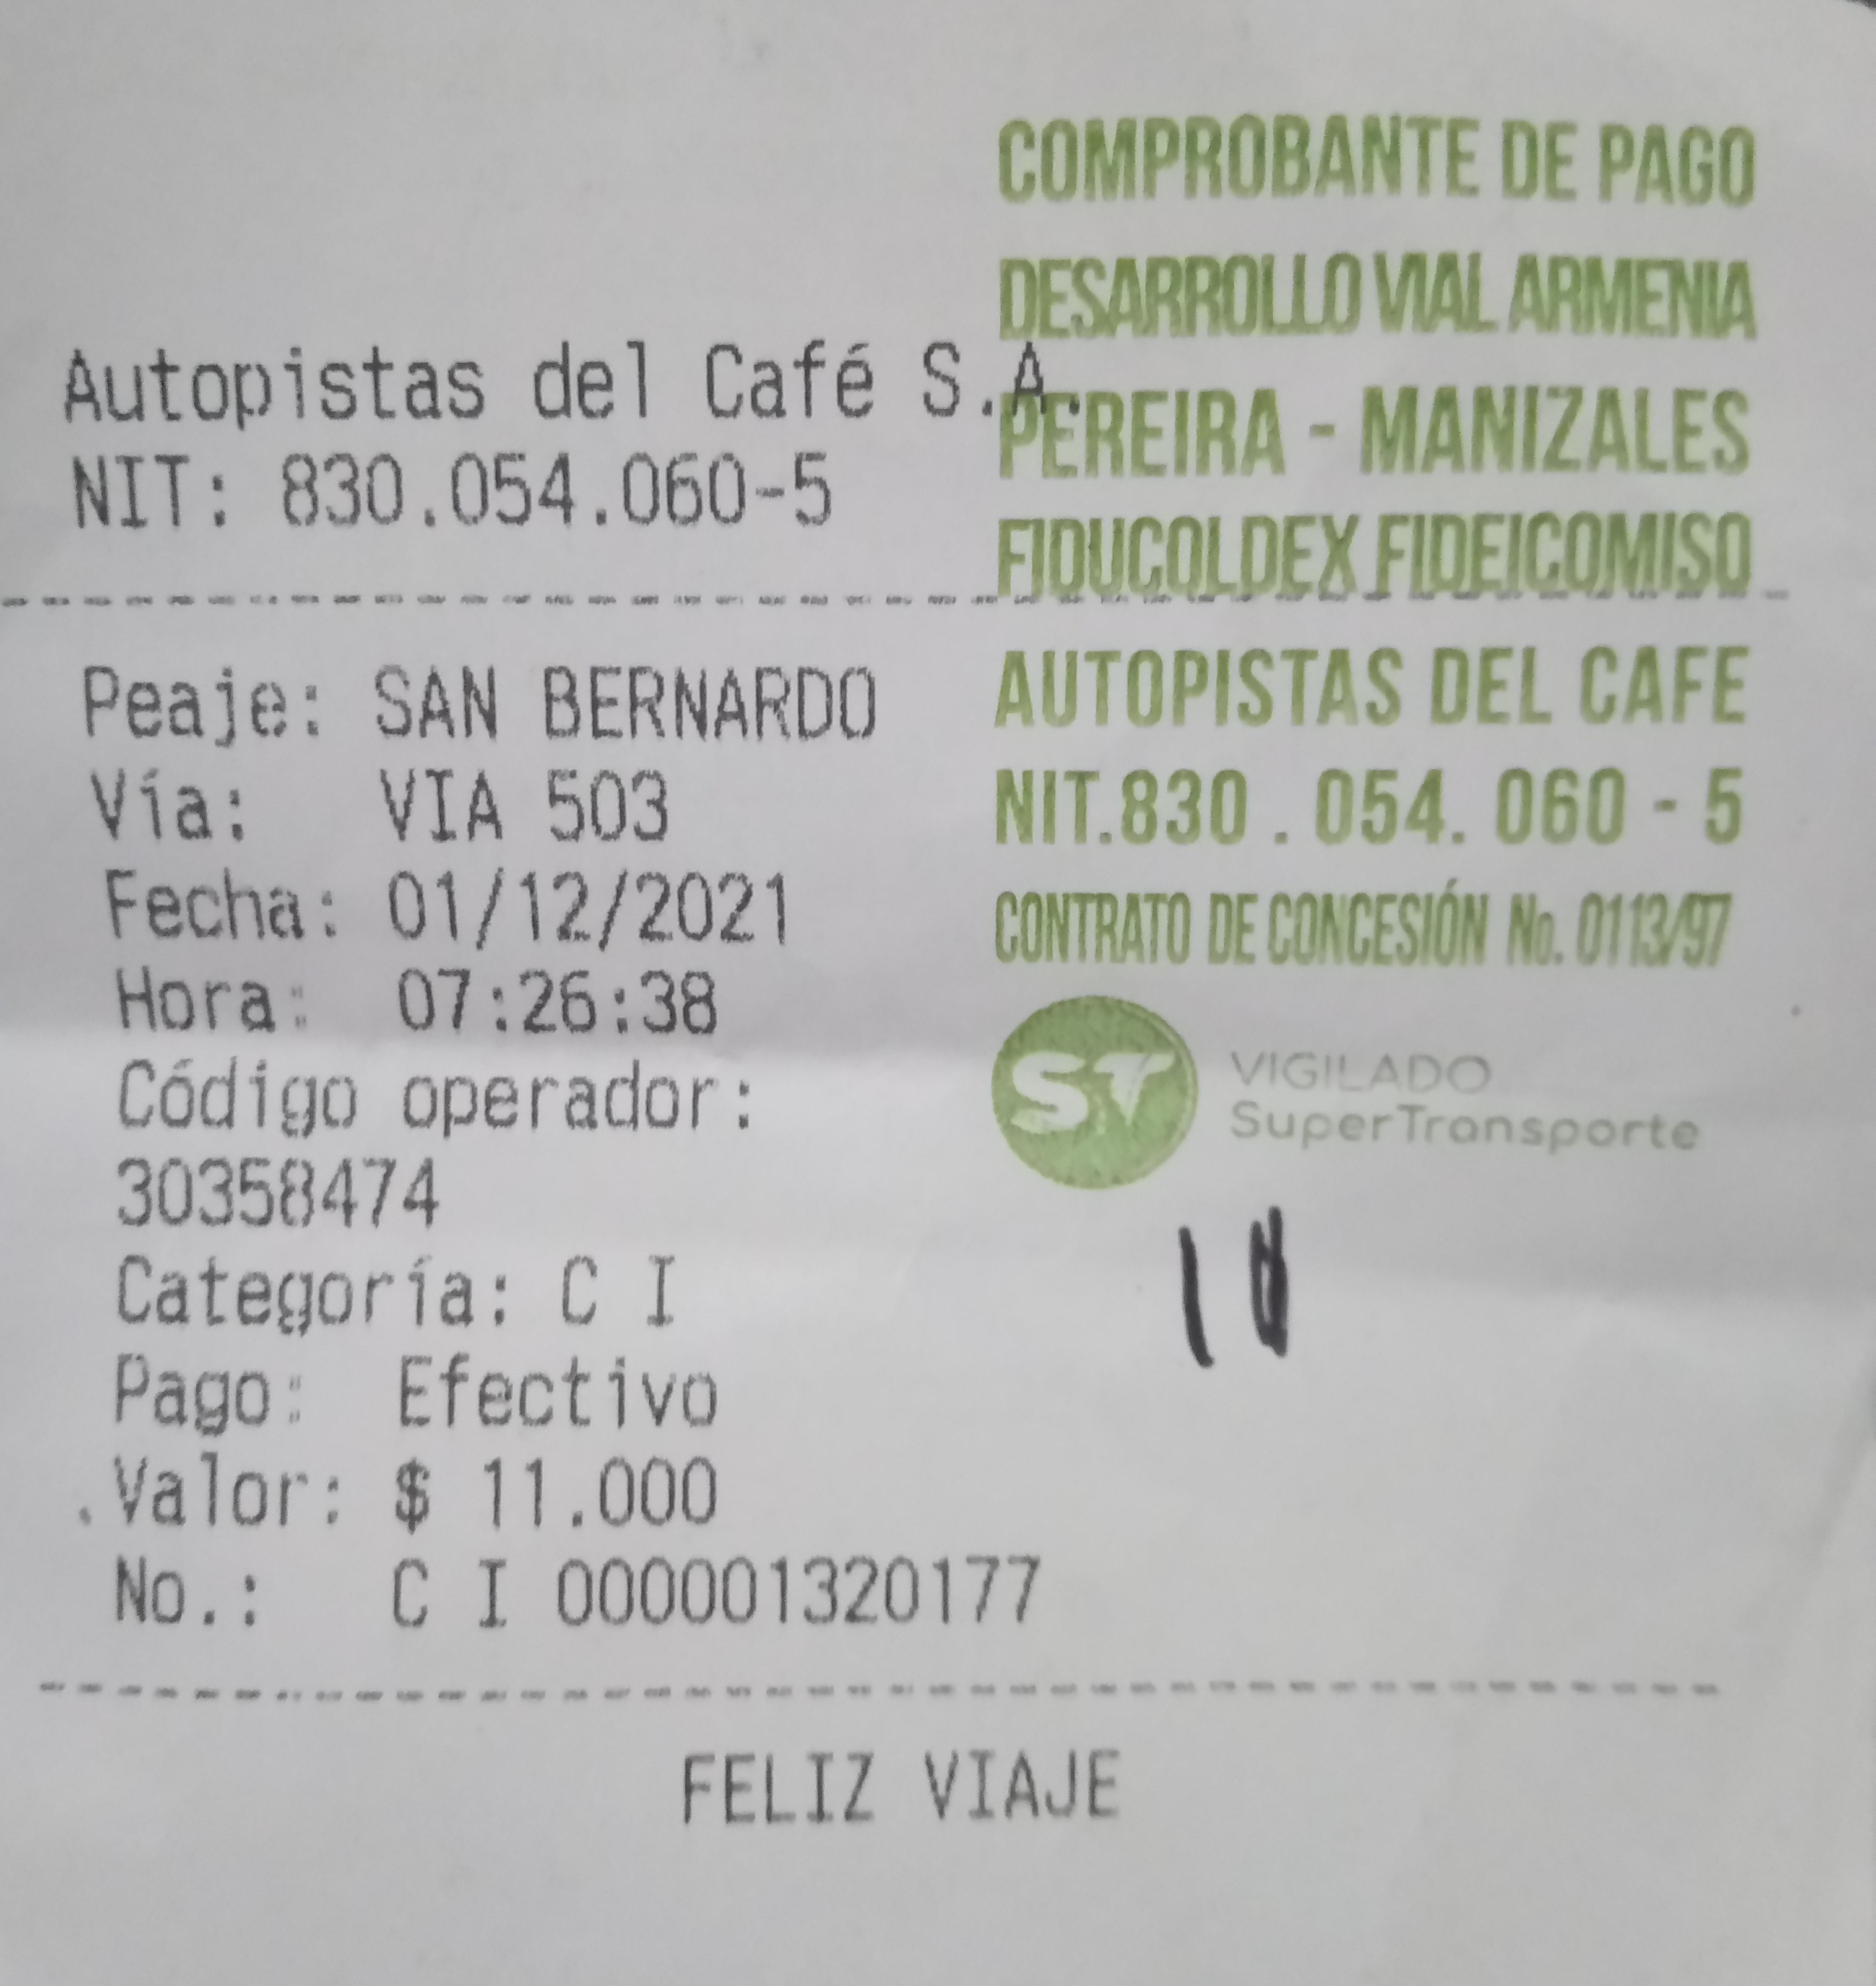 COMPROBANTE DE PAGO
DESARROLLO VIAL ARMENIA
PEREIRA - MANIZALES
FIDUCOLDEX FIDEICOMISO
AUTOPISTAS DEL CAFE
NIT.830 . 054. 060 - 5
CONTRATO DE CONCESIÓN No. 0113/97
ST
VIGILADO
SuperTransporte
Autopistas del Café S.A.
NIT: 830.054.060-5
Peaje: SAN BERNARDO
Vía: VIA 503
Fecha: 01/12/2021
Hora: 07:26:38
Código operador:
30358474
Categoría: C I
Pago: Efectivo
.Valor: $ 11.000
No.: C I 000001320177
FELIZ VIAJE